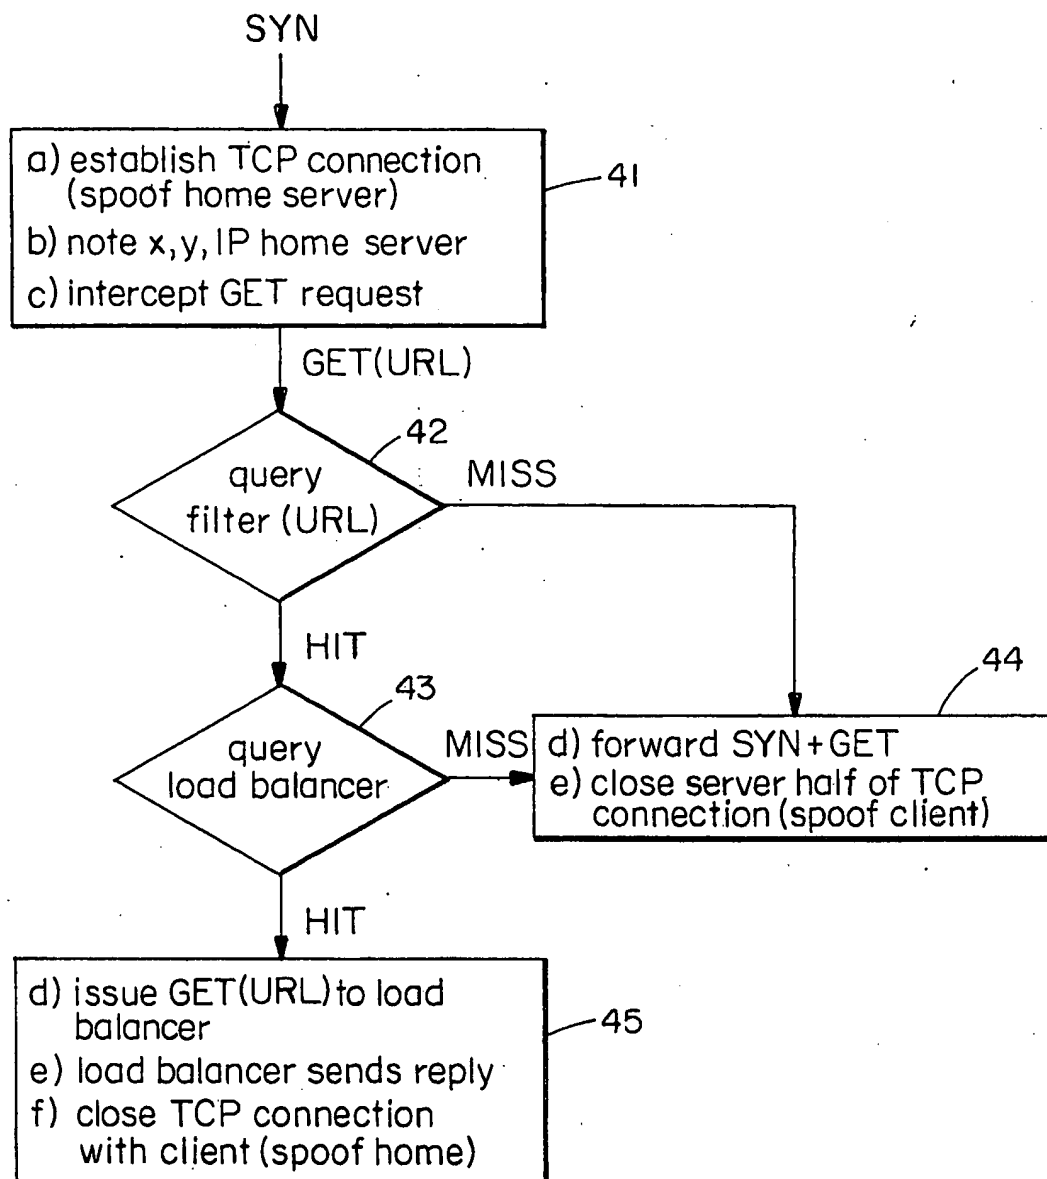 SYN
a) establish TCP connection
(spoof home server)
41
b) note x,y, IP home server
c) intercept GET request
GET(URL)
42
query
filter (URL)
MISS
HIT
44
43
query
load balancer
MISS
d) forward SYN+GET
e) close server half of TCP
connection (spoof client)
HIT
d) issue GET(URL) to load
balancer
45
e) load balancer sends reply
f) close TCP connection
with client (spoof home)